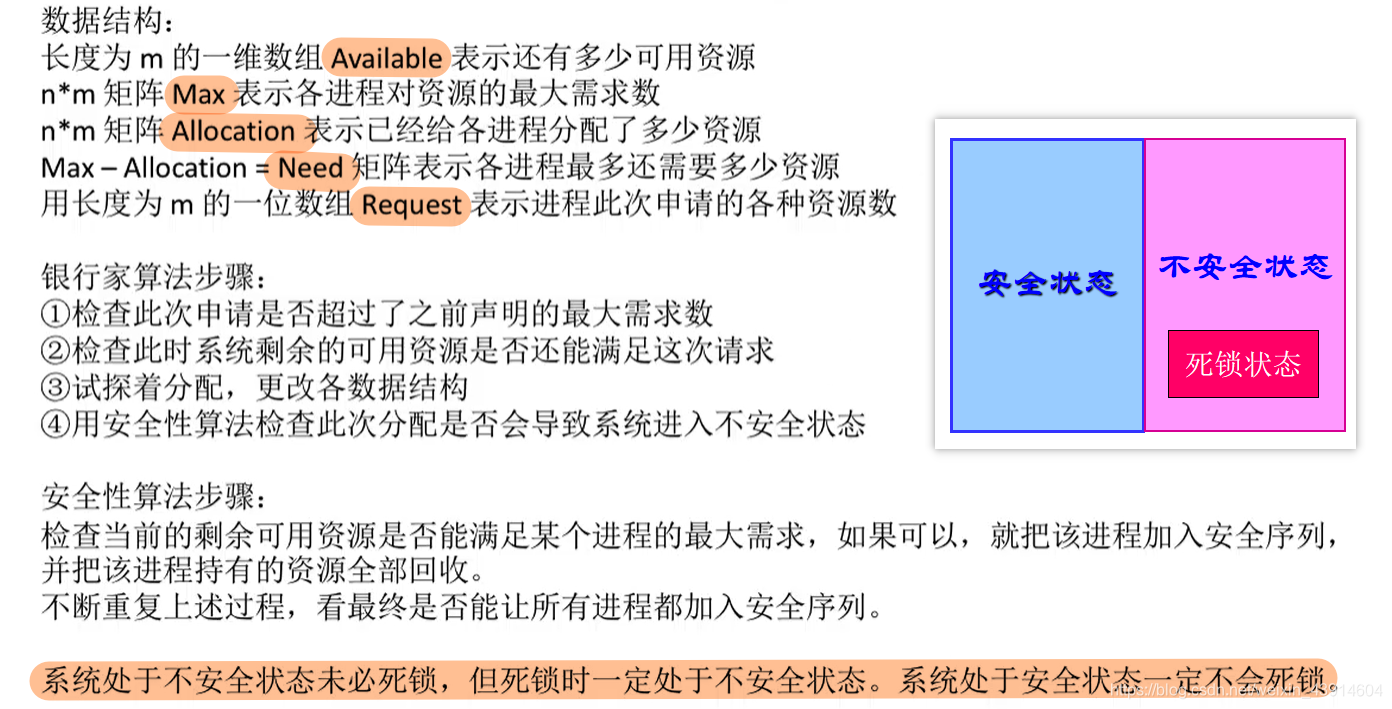 数据结构：
长度为 m 的一维数组 Available 表示还有多少可用资源
n*m 矩阵 Max 表示各进程对资源的最大需求数
n*m 矩阵 Allocation 表示已经给各进程分配了多少资源
Max – Allocation = Need 矩阵表示各进程最多还需要多少资源
用长度为 m 的一位数组 Request 表示进程此次申请的各种资源数
银行家算法步骤：
①检查此次申请是否超过了之前声明的最大需求数
②检查此时系统剩余的可用资源是否还能满足这次请求
③试探着分配，更改各数据结构
④用安全性算法检查此次分配是否会导致系统进入不安全状态
安全性算法步骤：
检查当前的剩余可用资源是否能满足某个进程的最大需求，如果可以，就把该进程加入安全序列，
并把该进程持有的资源全部回收。
不断重复上述过程，看最终是否能让所有进程都加入安全序列。
系统处于不安全状态未必死锁，但死锁时一定处于不安全状态。系统处于安全状态一定不会死锁。
安全状态
不安全状态
死锁状态